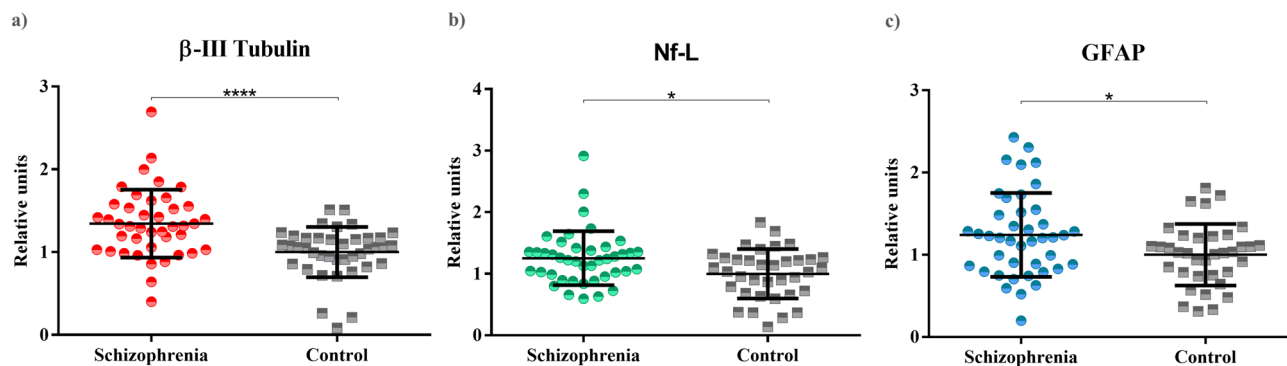 a)
β-III Tubulin
****
3
2
1
0
Relative units
Schizophrenia
Control
b)
Nf-L
*
4
3
2
1
0
Relative units
Schizophrenia
Control
c)
GFAP
*
3
2
1
0
Relative units
Schizophrenia
Control